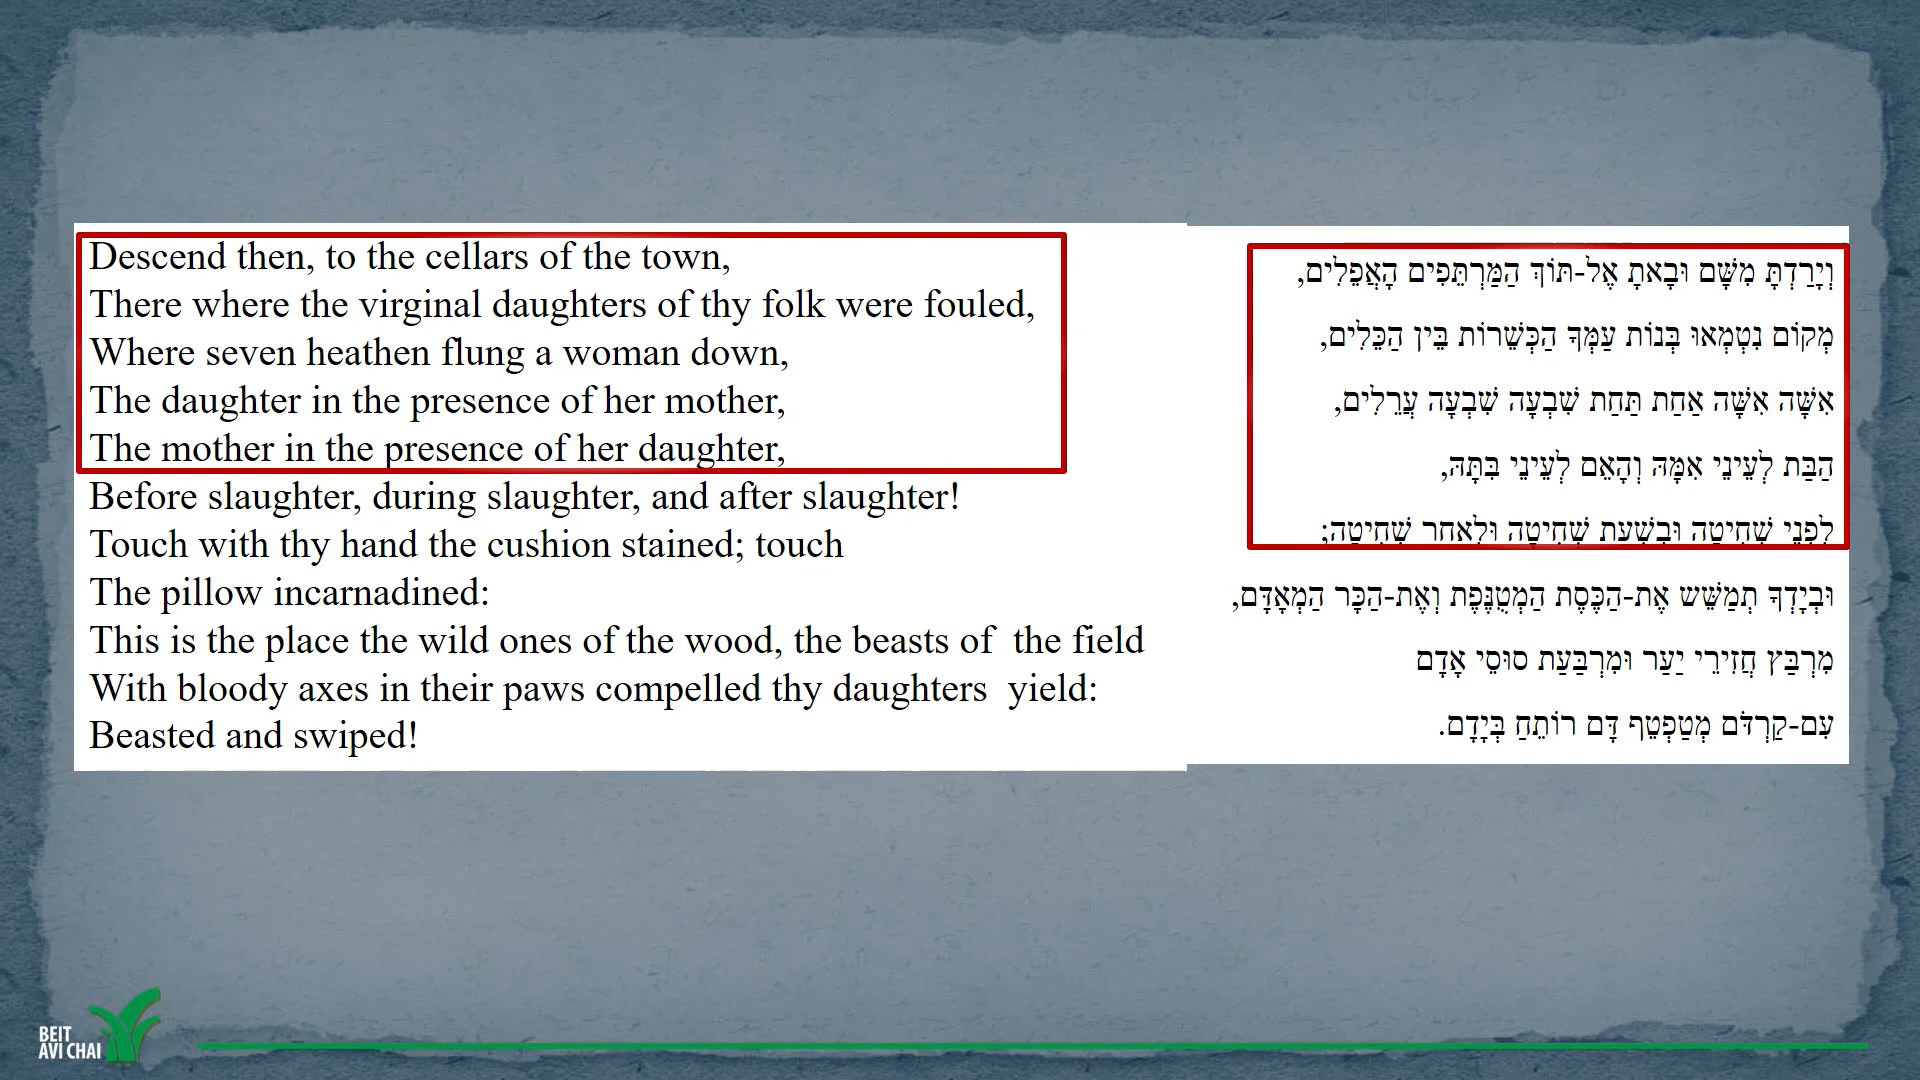 Descend then, to the cellars of the town,
There where the virginal daughters of thy folk were fouled,
Where seven heathen flung a woman down,
The daughter in the presence of her mother,
The mother in the presence of her daughter,
Before slaughter, during slaughter, and after slaughter!
Touch with thy hand the cushion stained; touch
The pillow incarnadined:
This is the place the wild ones of the wood, the beasts of the field
With bloody axes in their paws compelled thy daughters yield:
Beasted and swiped!
וְיָרַדְתָּ מִשָּׁם וּבָאתָ אֶל-תּוֹךְ הַמַּרְתֵּפִים הָאֲפֵלִים,
מְקוֹם נִטְמְאוּ בְּנוֹת עַמְּךָ הַכְּשֵׁרוֹת בֵּין הַכֵּלִים,
אִשָּׁה אִשָּׁה אַחַת תַּחַת שִׁבְעָה שִׁבְעָה עֲרֵלִים,
הַבַּת לְעֵינֵי אִמָּהּ וְהָאֵם לְעֵינֵי בִּתָּהּ,
לִפְנֵי שְׁחִיטָה וּבִשְׁעַת שְׁחִיטָה וּלְאַחַר שְׁחִיטָה;
וּבְיָדְךָ תְמַשֵּׁשׁ אֶת-הַכֶּסֶת הַמְטֻנֶּפֶת וְאֶת-הַכָּר הַמְאָדָּם,
מִרְבַּץ חֲזִירֵי יַעַר וּמִרְבַּעַת סוּסֵי אָדָם
עִם-קַרְדֹּם מְטַפְטֵף דָּם רוֹתֵחַ בְּיָדָם.
BEIT
AVI CHAI